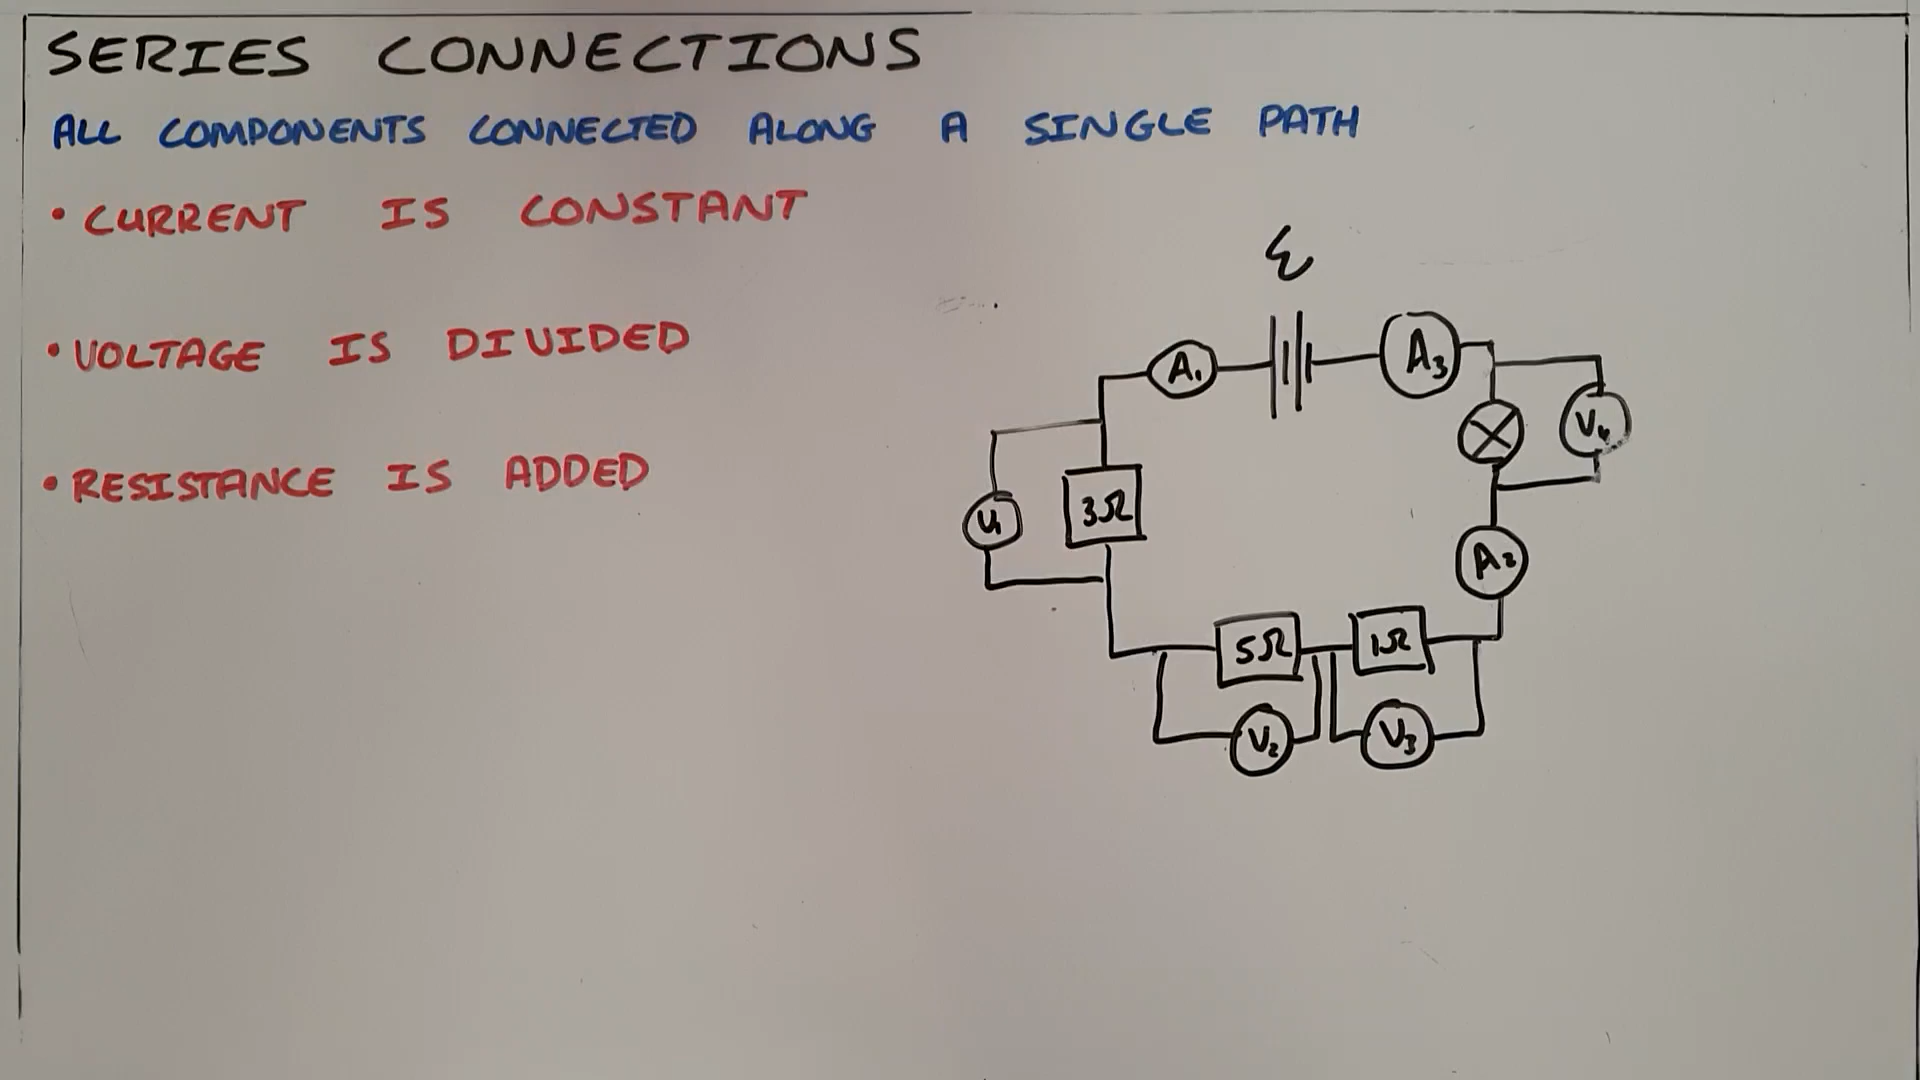 SERIES CONNECTIONS
ALL COMPONENTS CONNECTED ALONG A SINGLE PATH
• CURRENT IS CONSTANT
• VOLTAGE IS DIVIDED
• RESISTANCE IS ADDED
Ɛ
A₁
A₃
V₄
V₁
3Ω
A₂
5Ω
1Ω
V₂
V₃